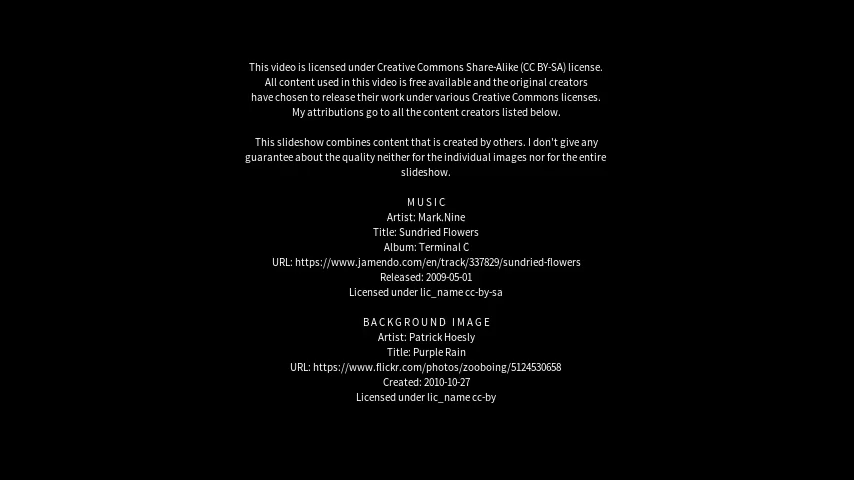 This video is licensed under Creative Commons Share-Alike (CC BY-SA) license.
All content used in this video is free available and the original creators
have chosen to release their work under various Creative Commons licenses.
My attributions go to all the content creators listed below.
This slideshow combines content that is created by others. I don't give any
guarantee about the quality neither for the individual images nor for the entire
slideshow.
MUSIC
Artist: Mark.Nine
Title: Sundried Flowers
Album: Terminal C
URL: https://www.jamendo.com/en/track/337829/sundried-flowers
Released: 2009-05-01
Licensed under lic_name cc-by-sa
BACKGROUND IMAGE
Artist: Patrick Hoesly
Title: Purple Rain
URL: https://www.flickr.com/photos/zooboing/5124530658
Created: 2010-10-27
Licensed under lic_name cc-by